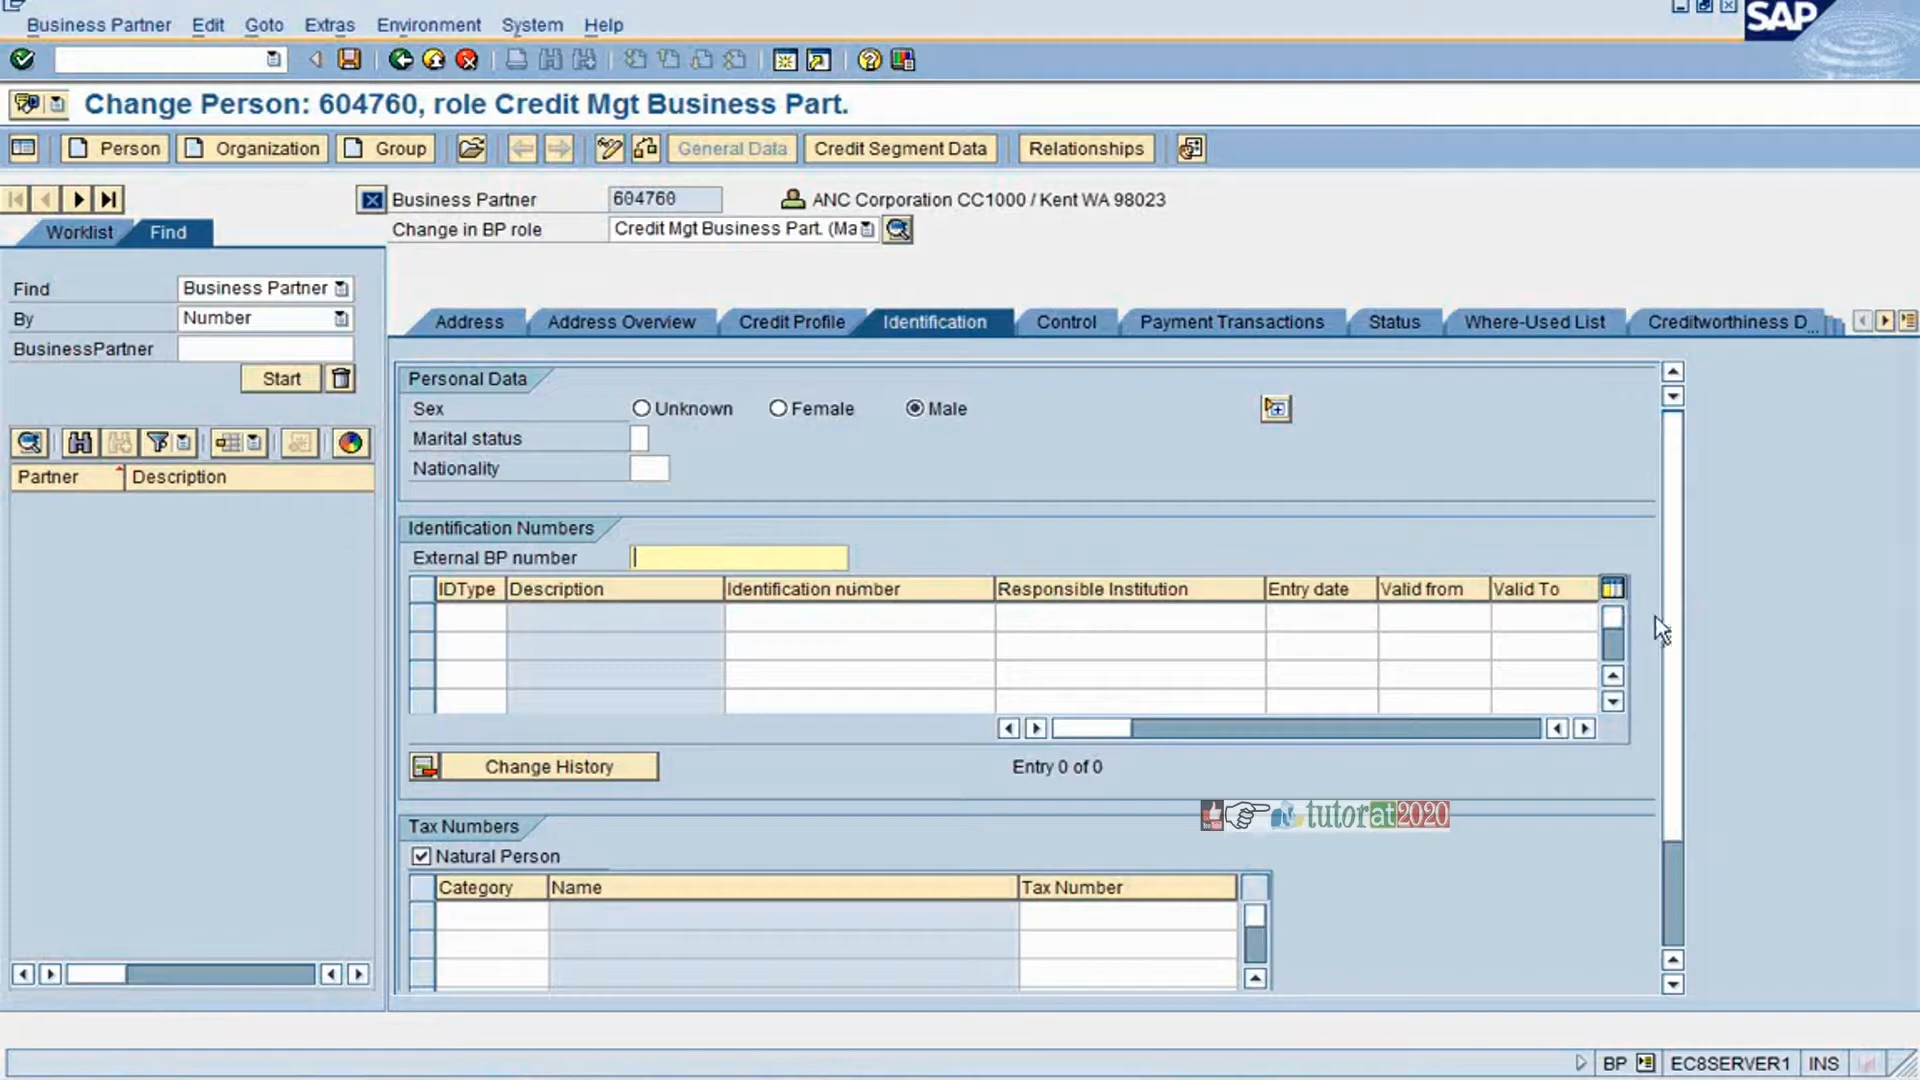 Business Partner Edit Goto Extras Environment System Help
SAP
Change Person: 604760, role Credit Mgt Business Part.
Person Organization Group General Data Credit Segment Data Relationships
Business Partner 604760 ANC Corporation CC1000 / Kent WA 98023
Change in BP role Credit Mgt Business Part. (Ma
Worklist Find
Find Business Partner
By Number
BusinessPartner
Start
Partner Description
Address Address Overview Credit Profile Identification Control Payment Transactions Status Where-Used List Creditworthiness D...
Personal Data
Sex Unknown Female Male
Marital status
Nationality
Identification Numbers
External BP number
IDType Description Identification number Responsible Institution Entry date Valid from Valid To
Change History Entry 0 of 0
tutorat2020
Tax Numbers
Natural Person
Category Name Tax Number
BP EC8SERVER1 INS